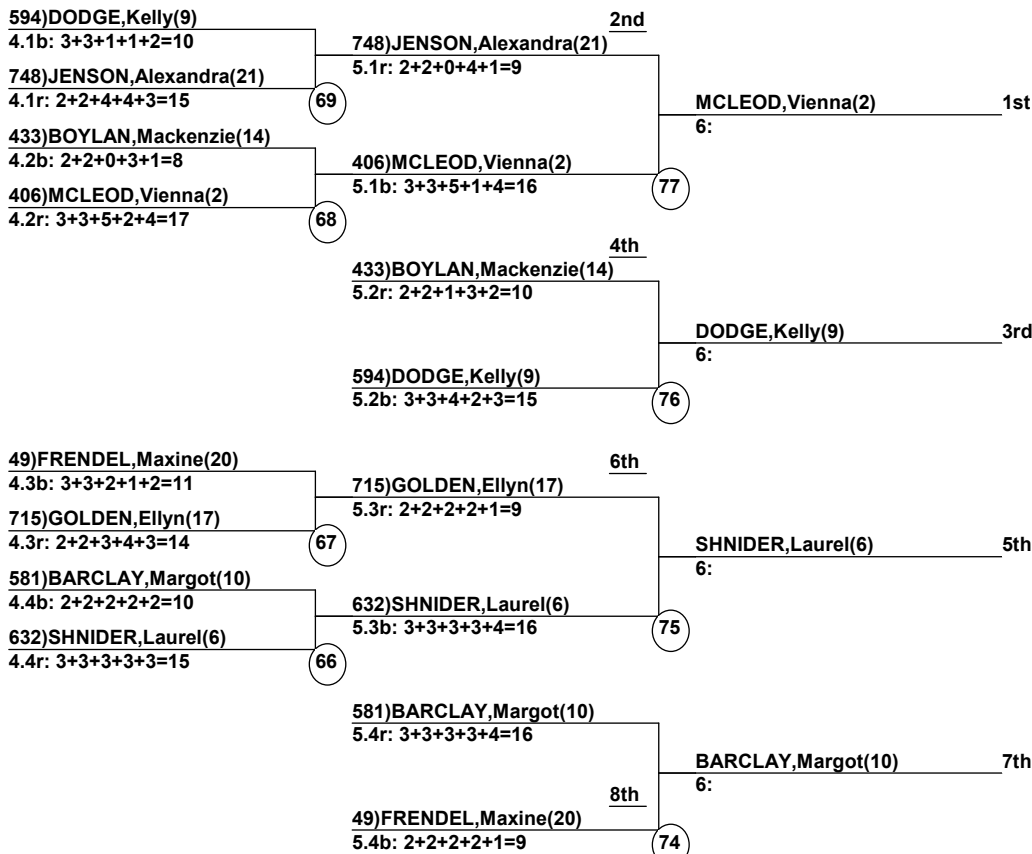 594)DODGE,Kelly(9)
4.1b: 3+3+1+1+2=10
748)JENSON,Alexandra(21)
4.1r: 2+2+4+4+3=15
69
433)BOYLAN,Mackenzie(14)
4.2b: 2+2+0+3+1=8
406)MCLEOD,Vienna(2)
4.2r: 3+3+5+2+4=17
68
2nd
748)JENSON,Alexandra(21)
5.1r: 2+2+0+4+1=9
406)MCLEOD,Vienna(2)
5.1b: 3+3+5+1+4=16
77
MCLEOD,Vienna(2) 1st
6:
4th
433)BOYLAN,Mackenzie(14)
5.2r: 2+2+1+3+2=10
594)DODGE,Kelly(9)
5.2b: 3+3+4+2+3=15
76
DODGE,Kelly(9) 3rd
6:
49)FRENDEL,Maxine(20)
4.3b: 3+3+2+1+2=11
715)GOLDEN,Ellyn(17)
4.3r: 2+2+3+4+3=14
67
581)BARCLAY,Margot(10)
4.4b: 2+2+2+2+2=10
632)SHNIDER,Laurel(6)
4.4r: 3+3+3+3+3=15
66
6th
715)GOLDEN,Ellyn(17)
5.3r: 2+2+2+2+1=9
632)SHNIDER,Laurel(6)
5.3b: 3+3+3+3+4=16
75
SHNIDER,Laurel(6) 5th
6:
581)BARCLAY,Margot(10)
5.4r: 3+3+3+3+4=16
8th
49)FRENDEL,Maxine(20)
5.4b: 2+2+2+2+1=9
74
BARCLAY,Margot(10) 7th
6: